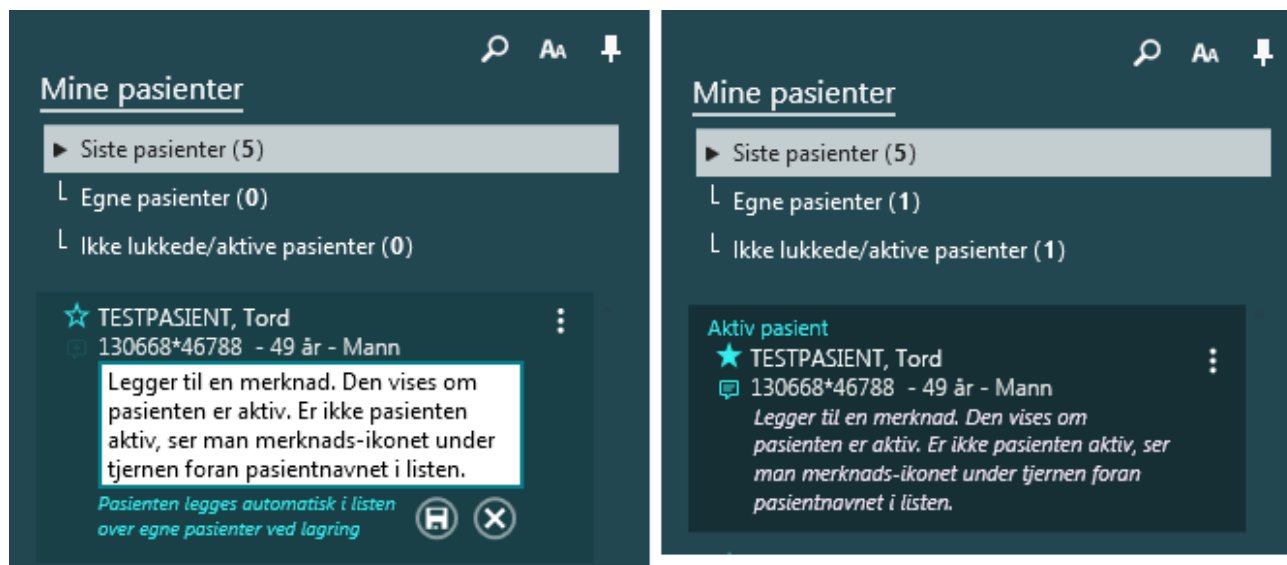 AA
Mine pasienter
Siste pasienter (5)
Egne pasienter (0)
Ikke lukkede/aktive pasienter (0)
TESTPASIENT, Tord
130668*46788 - 49 år - Mann
Legger til en merknad. Den vises om
pasienten er aktiv. Er ikke pasienten
aktiv, ser man merknads-ikonet under
tjernen foran pasientnavnet i listen.
Pasienten legges automatisk i listen
over egne pasienter ved lagring
AA
Mine pasienter
Siste pasienter (5)
Egne pasienter (1)
Ikke lukkede/aktive pasienter (1)
Aktiv pasient
TESTPASIENT, Tord
130668*46788 - 49 år - Mann
Legger til en merknad. Den vises om
pasienten er aktiv. Er ikke pasienten aktiv, ser
man merknads-ikonet under tjernen foran
pasientnavnet i listen.